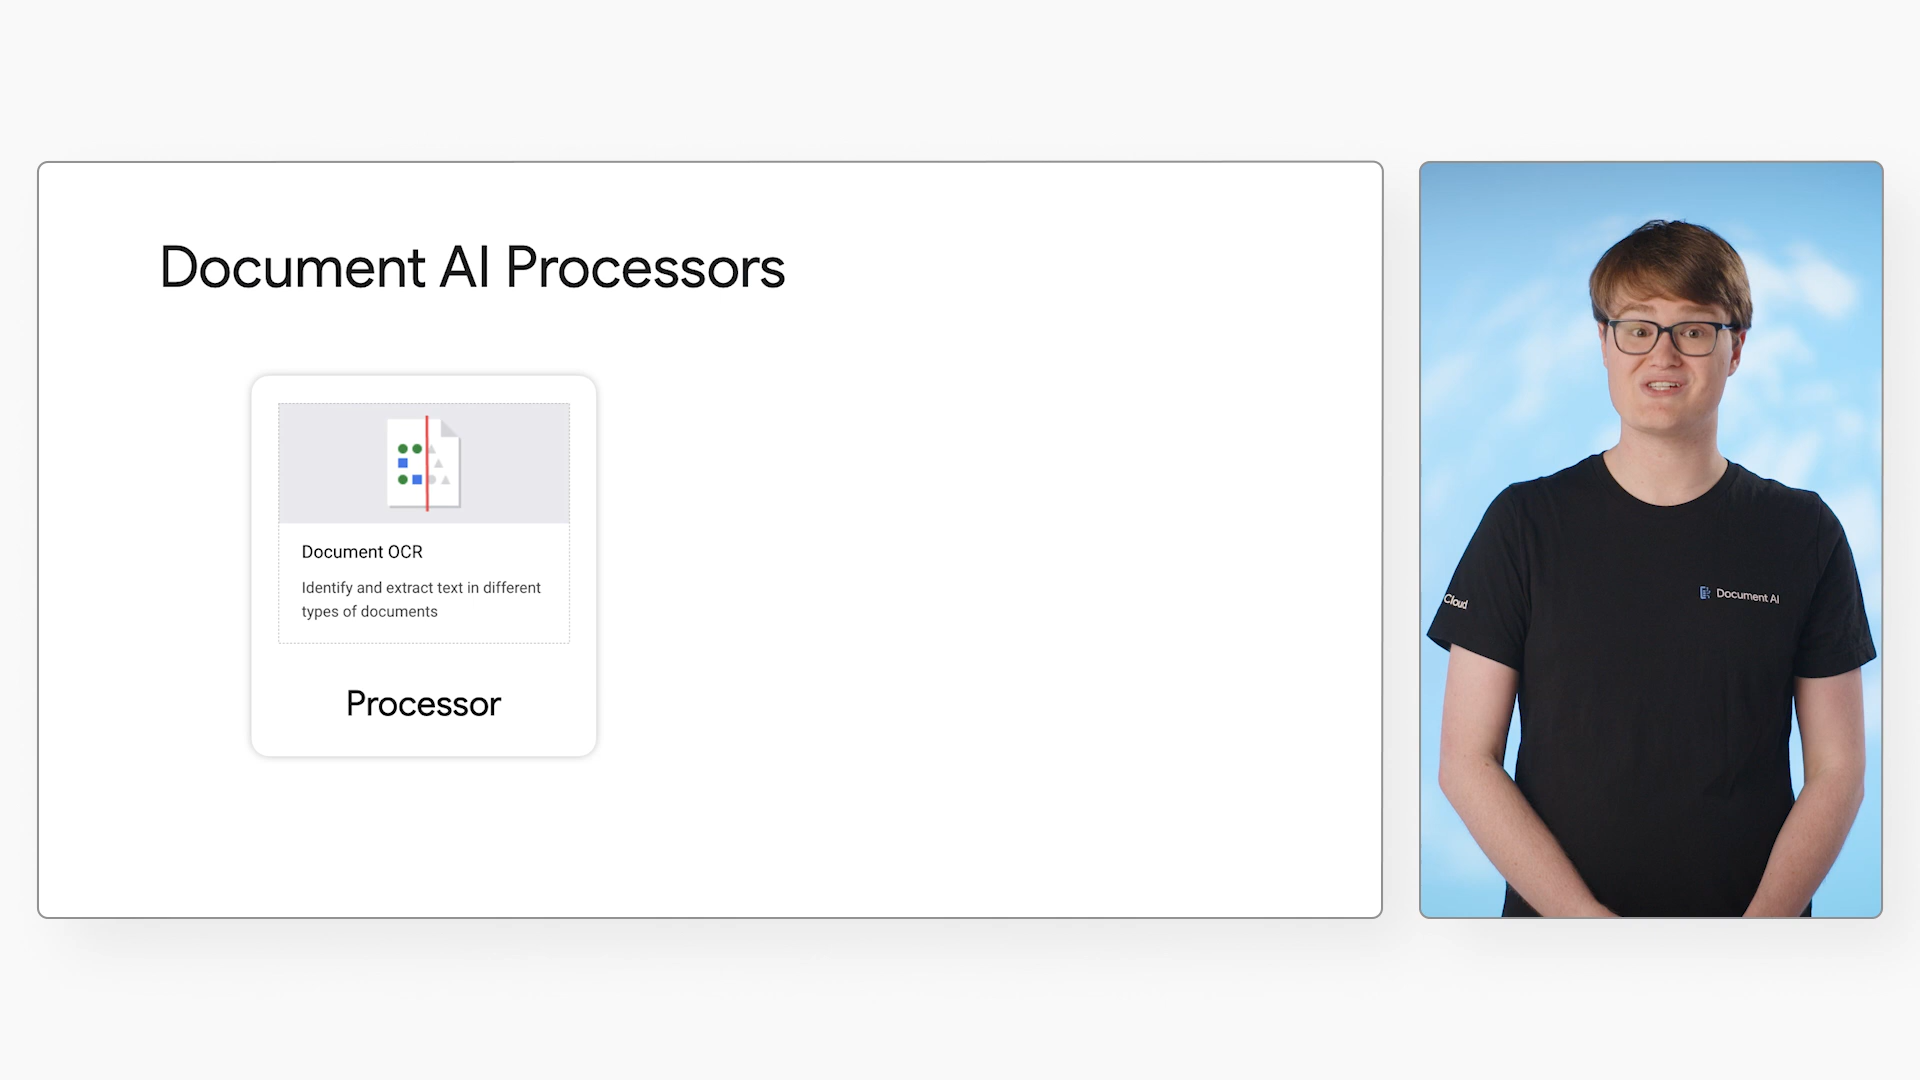 Document AI Processors
Document OCR
Identify and extract text in different
types of documents
Processor
Cloud
Document AI